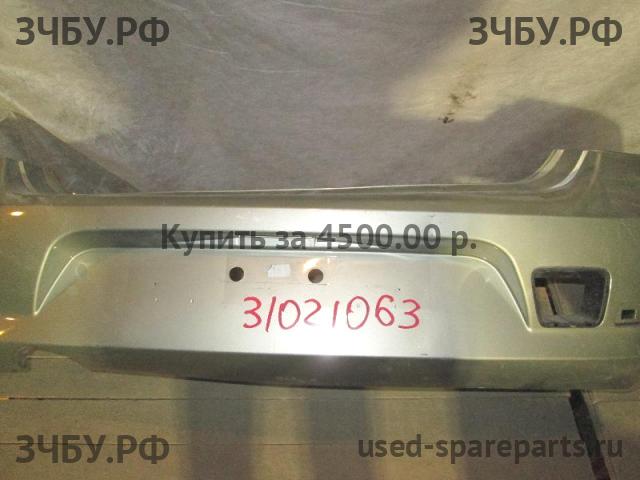 ЗЧБУ.РФ
ЗЧБУ.РФ
Купить за 4500.00 р.
31021063
ЗЧБУ.РФ
used-spareparts.ru